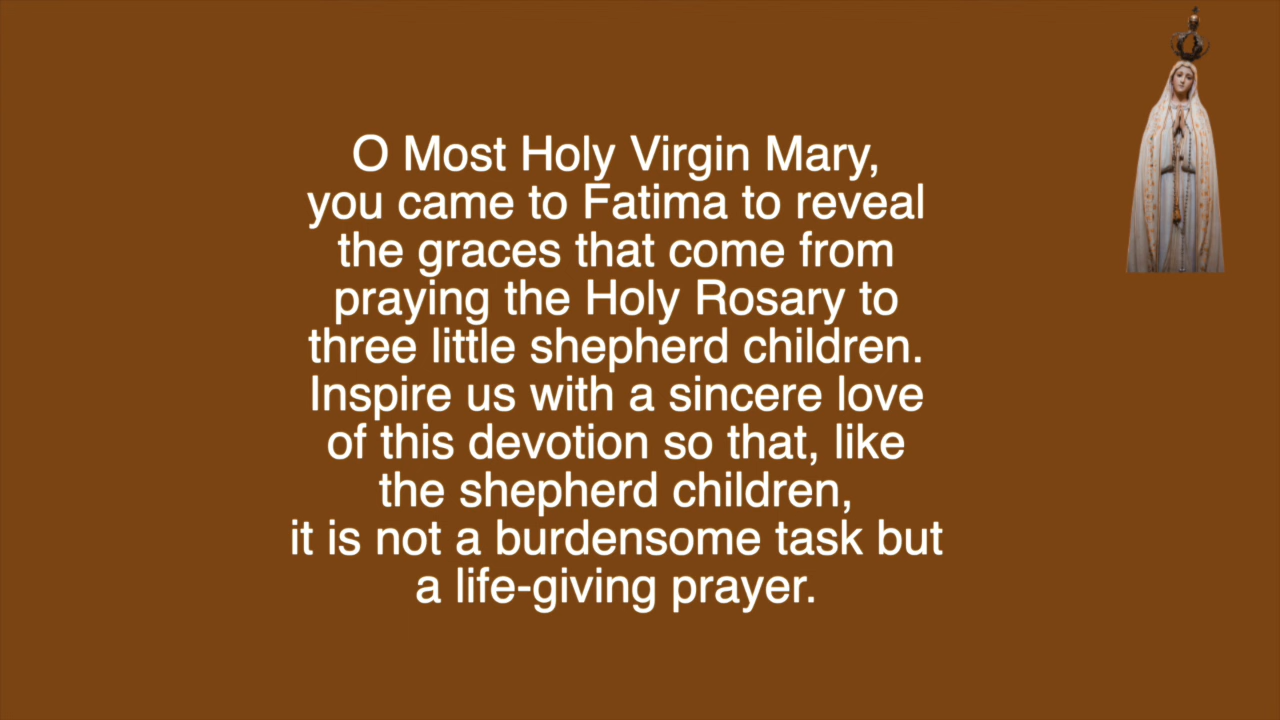 O Most Holy Virgin Mary,
you came to Fatima to reveal
the graces that come from
praying the Holy Rosary to
three little shepherd children.
Inspire us with a sincere love
of this devotion so that, like
the shepherd children,
it is not a burdensome task but
a life-giving prayer.